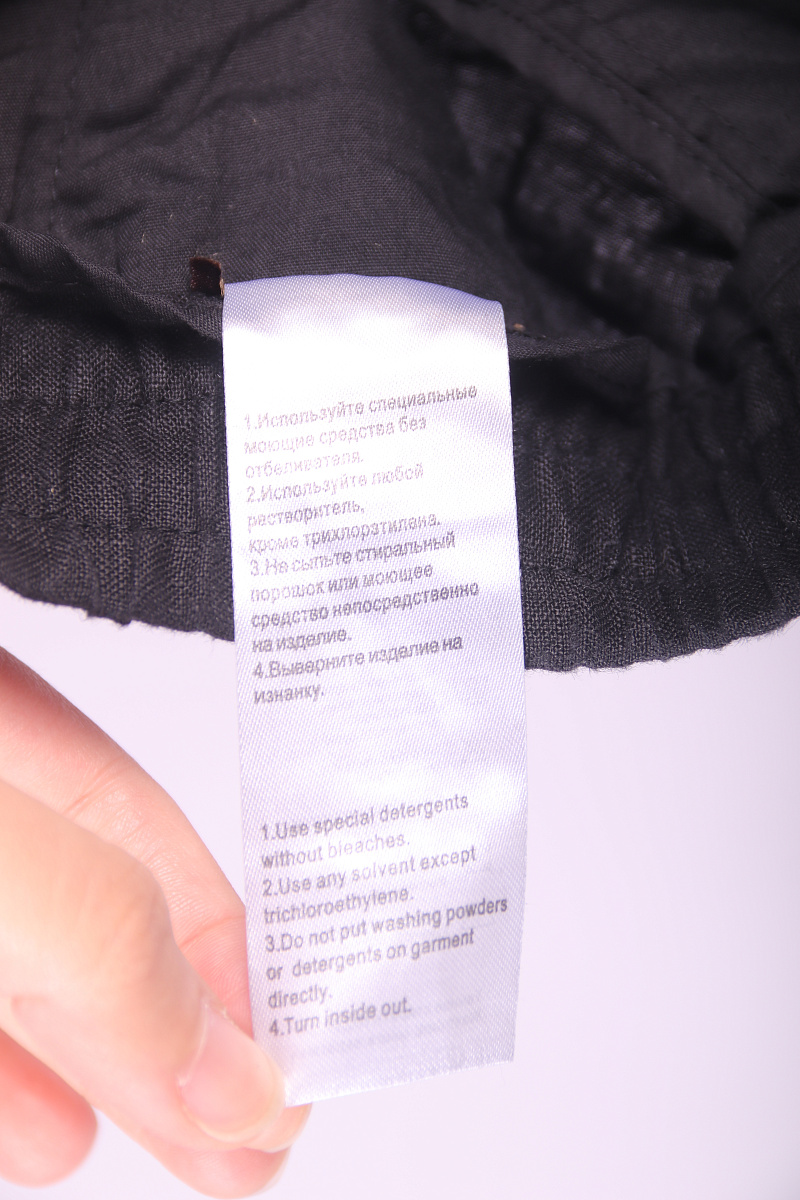 1.Используйте специальные
моющие средства без
отбеливателя.
2.Используйте любой
растворитель,
кроме трихлорэтилена.
3.Не сыпьте стиральный
порошок или моющее
средство непосредственно
на изделие.
4.Выверните изделие на
изнанку.
1.Use special detergents
without bleaches.
2.Use any solvent except
trichloroethylene.
3.Do not put washing powders
or detergents on garment
directly.
4.Turn inside out.